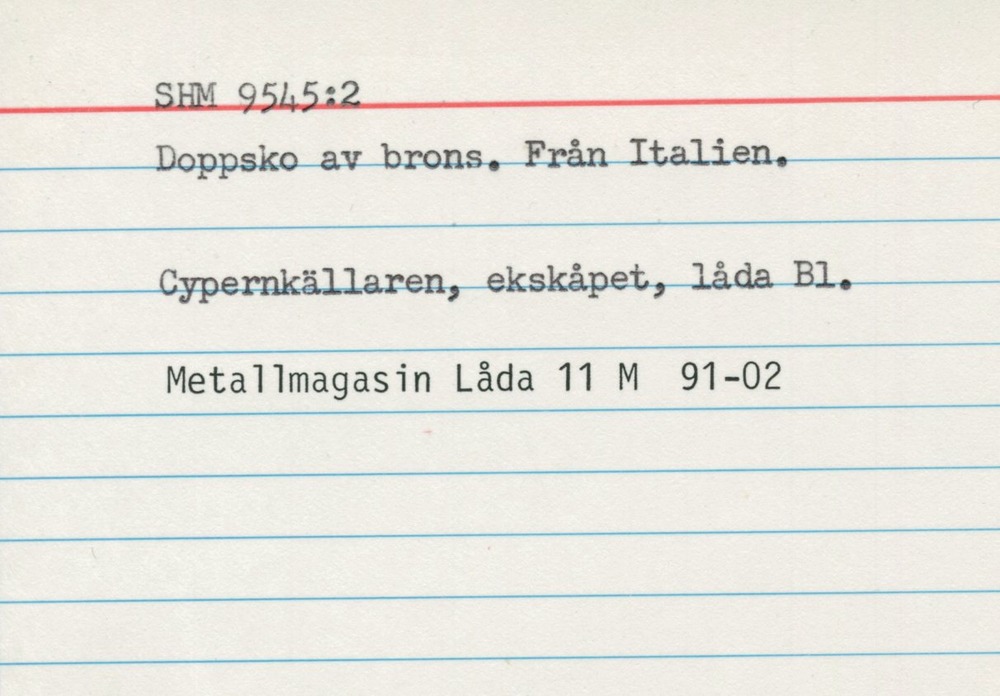 SHM 9545:2
Doppsko av brons. Från Italien.
Cypernkällaren, ekskåpet, låda Bl.
Metallmagasin Låda 11 M 91-02